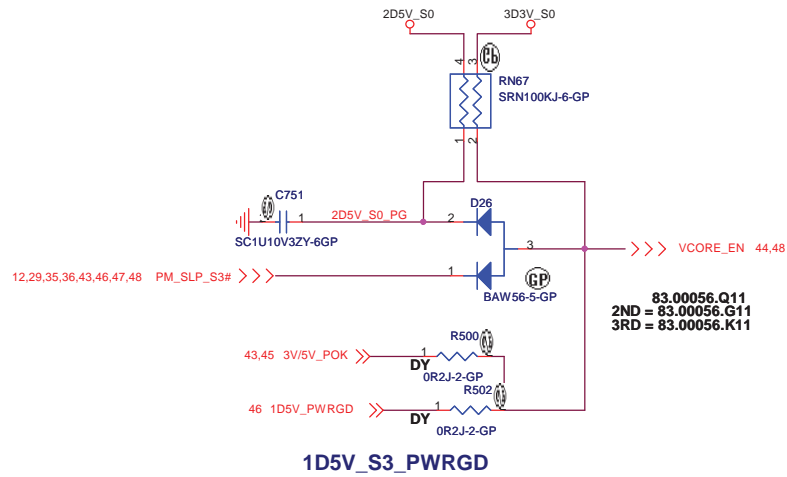 2D5V_S0 3D3V_S0
4 3
RN67
SRN100KJ-6-GP
1 2
C751
1 2D5V_S0_PG 2 D26
SC1U10V3ZY-6GP
3 VCORE_EN 44,48
12,29,35,36,43,46,47,48 PM_SLP_S3# 1
GP
BAW56-5-GP
83.00056.Q11
2ND = 83.00056.G11
3RD = 83.00056.K11
R500
43,45 3V/5V_POK 1
DY 0R2J-2-GP
R502
46 1D5V_PWRGD 1
DY
0R2J-2-GP
1D5V_S3_PWRGD